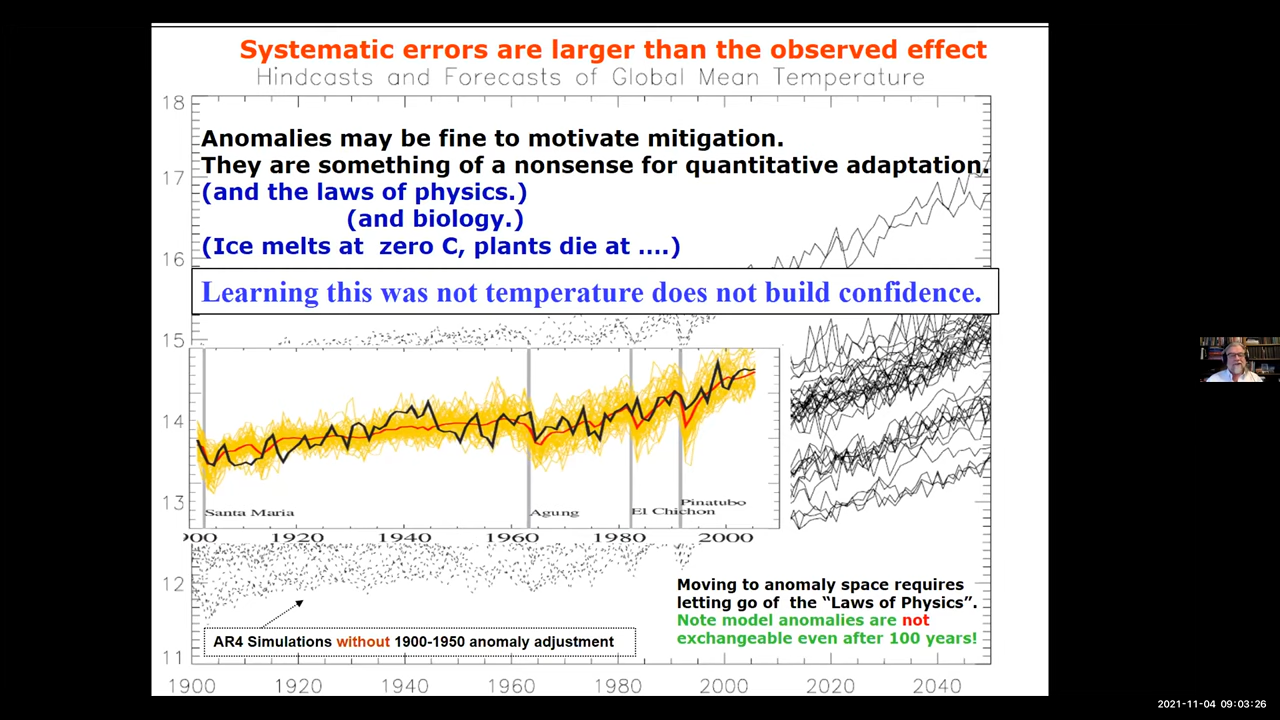 Systematic errors are larger than the observed effect
Hindcasts and Forecasts of Global Mean Temperature
18
Anomalies may be fine to motivate mitigation.
They are something of a nonsense for quantitative adaptation.
17
(and the laws of physics.)
(and biology.)
(Ice melts at zero C, plants die at ....)
16
Learning this was not temperature does not build confidence.
15
14
13
Santa Maria
Agung
El Chichon
Pinatubo
1920
1940
1960
1980
2000
12
Moving to anomaly space requires
letting go of the “Laws of Physics”.
Note model anomalies are not
exchangeable even after 100 years!
AR4 Simulations without 1900-1950 anomaly adjustment
11
1900
1920
1940
1960
1980
2000
2020
2040
2021-11-04 09:03:26